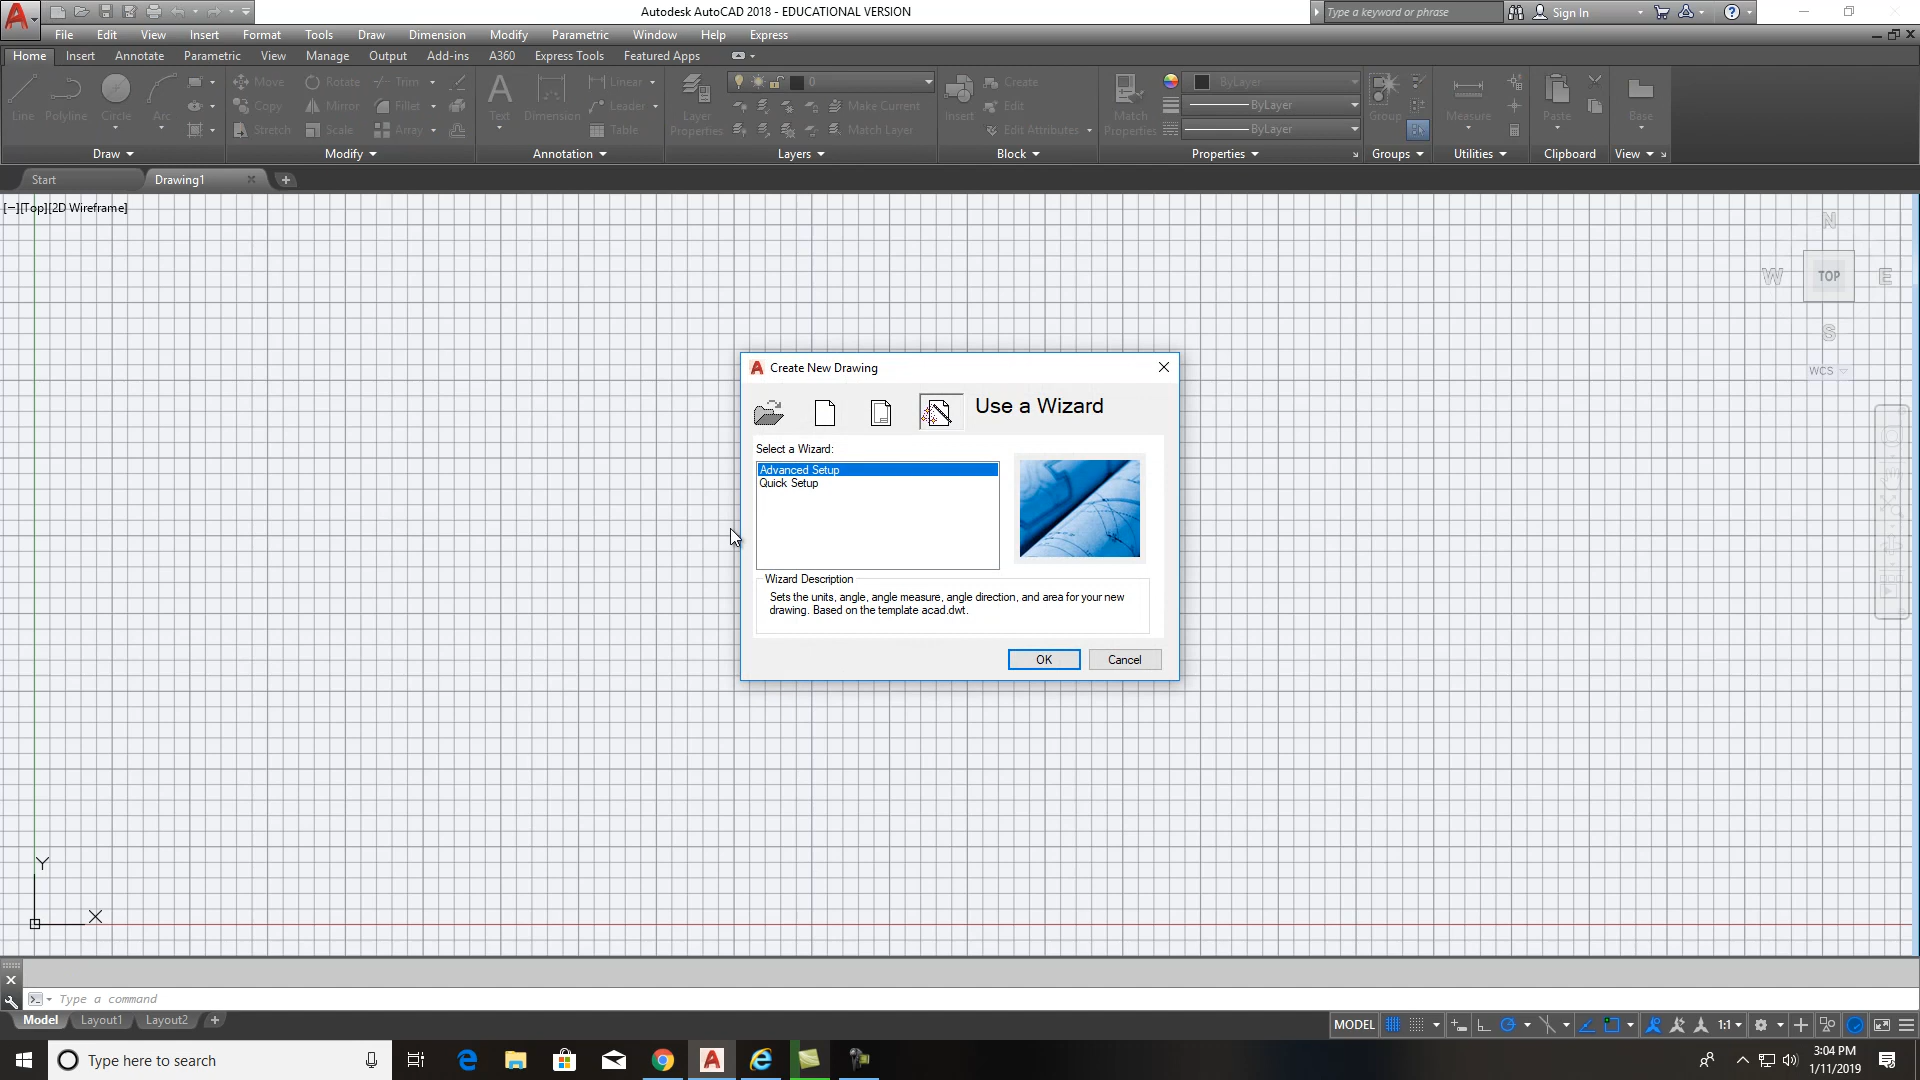 Autodesk AutoCAD 2018 - EDUCATIONAL VERSION
Type a keyword or phrase
Sign In
File Edit View Insert Format Tools Draw Dimension Modify Parametric Window Help Express
Home Insert Annotate Parametric View Manage Output Add-ins A360 Express Tools Featured Apps
Line Polyline Circle Arc
Move Rotate Trim
Copy Mirror Fillet
Stretch Scale Array
Text Dimension
Linear
Leader
Table
Layer Properties
0
Make Current
Match Layer
Insert
Create
Edit
Edit Attributes
Match Properties
ByLayer
ByLayer
ByLayer
Group
Measure
Paste
Base
Draw Modify Annotation Layers Block Properties Groups Utilities Clipboard View
Start Drawing1
[−][Top][2D Wireframe]
N
W TOP E
S
WCS
Create New Drawing
Use a Wizard
Select a Wizard:
Advanced Setup
Quick Setup
Wizard Description
Sets the units, angle, angle measure, angle direction, and area for your new
drawing. Based on the template acad.dwt.
OK Cancel
Y
X
Type a command
Model Layout1 Layout2
MODEL 1:1
Type here to search
3:04 PM
1/11/2019